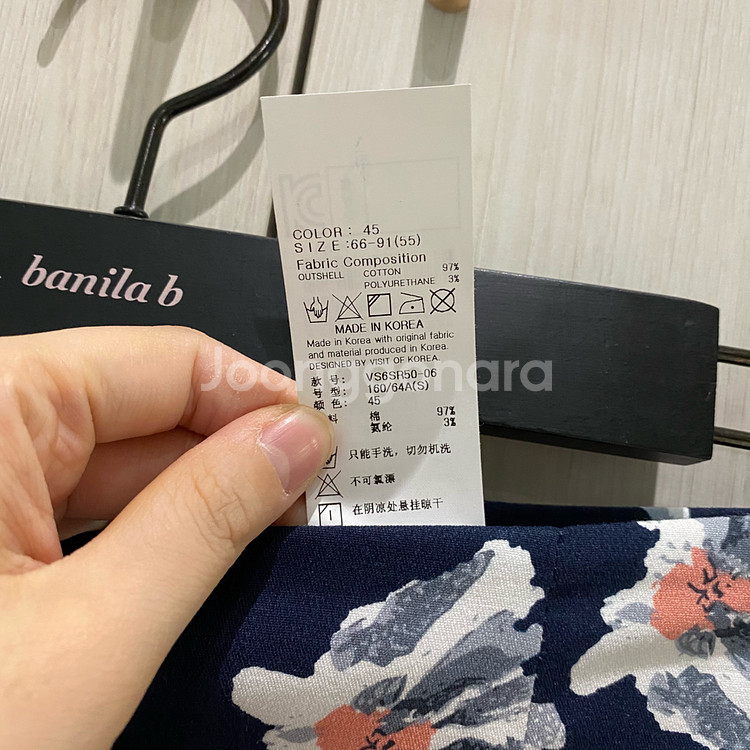 banila b
COLOR: 45
SIZE:66-91(55)
Fabric Composition
OUTSHELL COTTON 97%
POLYURETHANE 3%
MADE IN KOREA
Made in Korea with original fabric
and material produced in Korea.
DESIGNED BY VISIT OF KOREA.
款号: VS6SR50-06
号型: 160/64A(S)
颜色: 45
料 棉 97%
氨纶 3%
只能手洗，切勿机洗
不可氯漂
在阴凉处悬挂晾干
Joonggonara